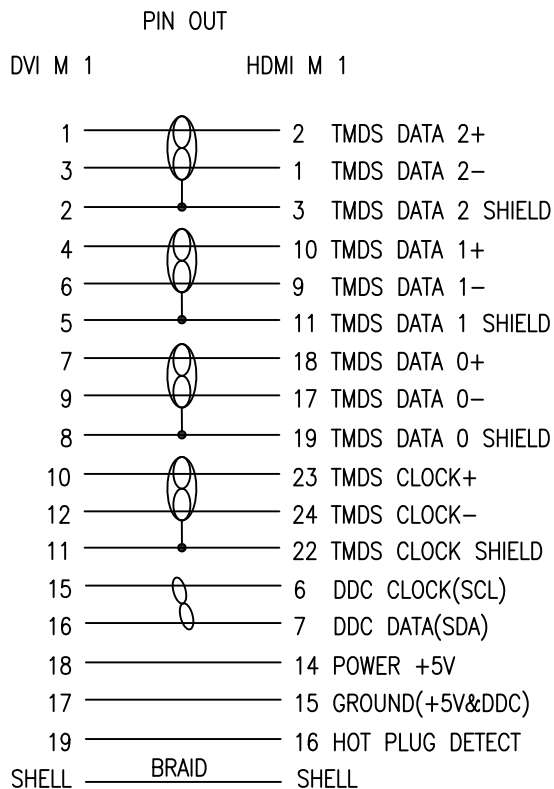 PIN OUT
DVI M 1 HDMI M 1
1 2 TMDS DATA 2+
3 1 TMDS DATA 2−
2 3 TMDS DATA 2 SHIELD
4 10 TMDS DATA 1+
6 9 TMDS DATA 1−
5 11 TMDS DATA 1 SHIELD
7 18 TMDS DATA 0+
9 17 TMDS DATA 0−
8 19 TMDS DATA 0 SHIELD
10 23 TMDS CLOCK+
12 24 TMDS CLOCK−
11 22 TMDS CLOCK SHIELD
15 6 DDC CLOCK(SCL)
16 7 DDC DATA(SDA)
18 14 POWER +5V
17 15 GROUND(+5V&DDC)
19 16 HOT PLUG DETECT
SHELL BRAID SHELL